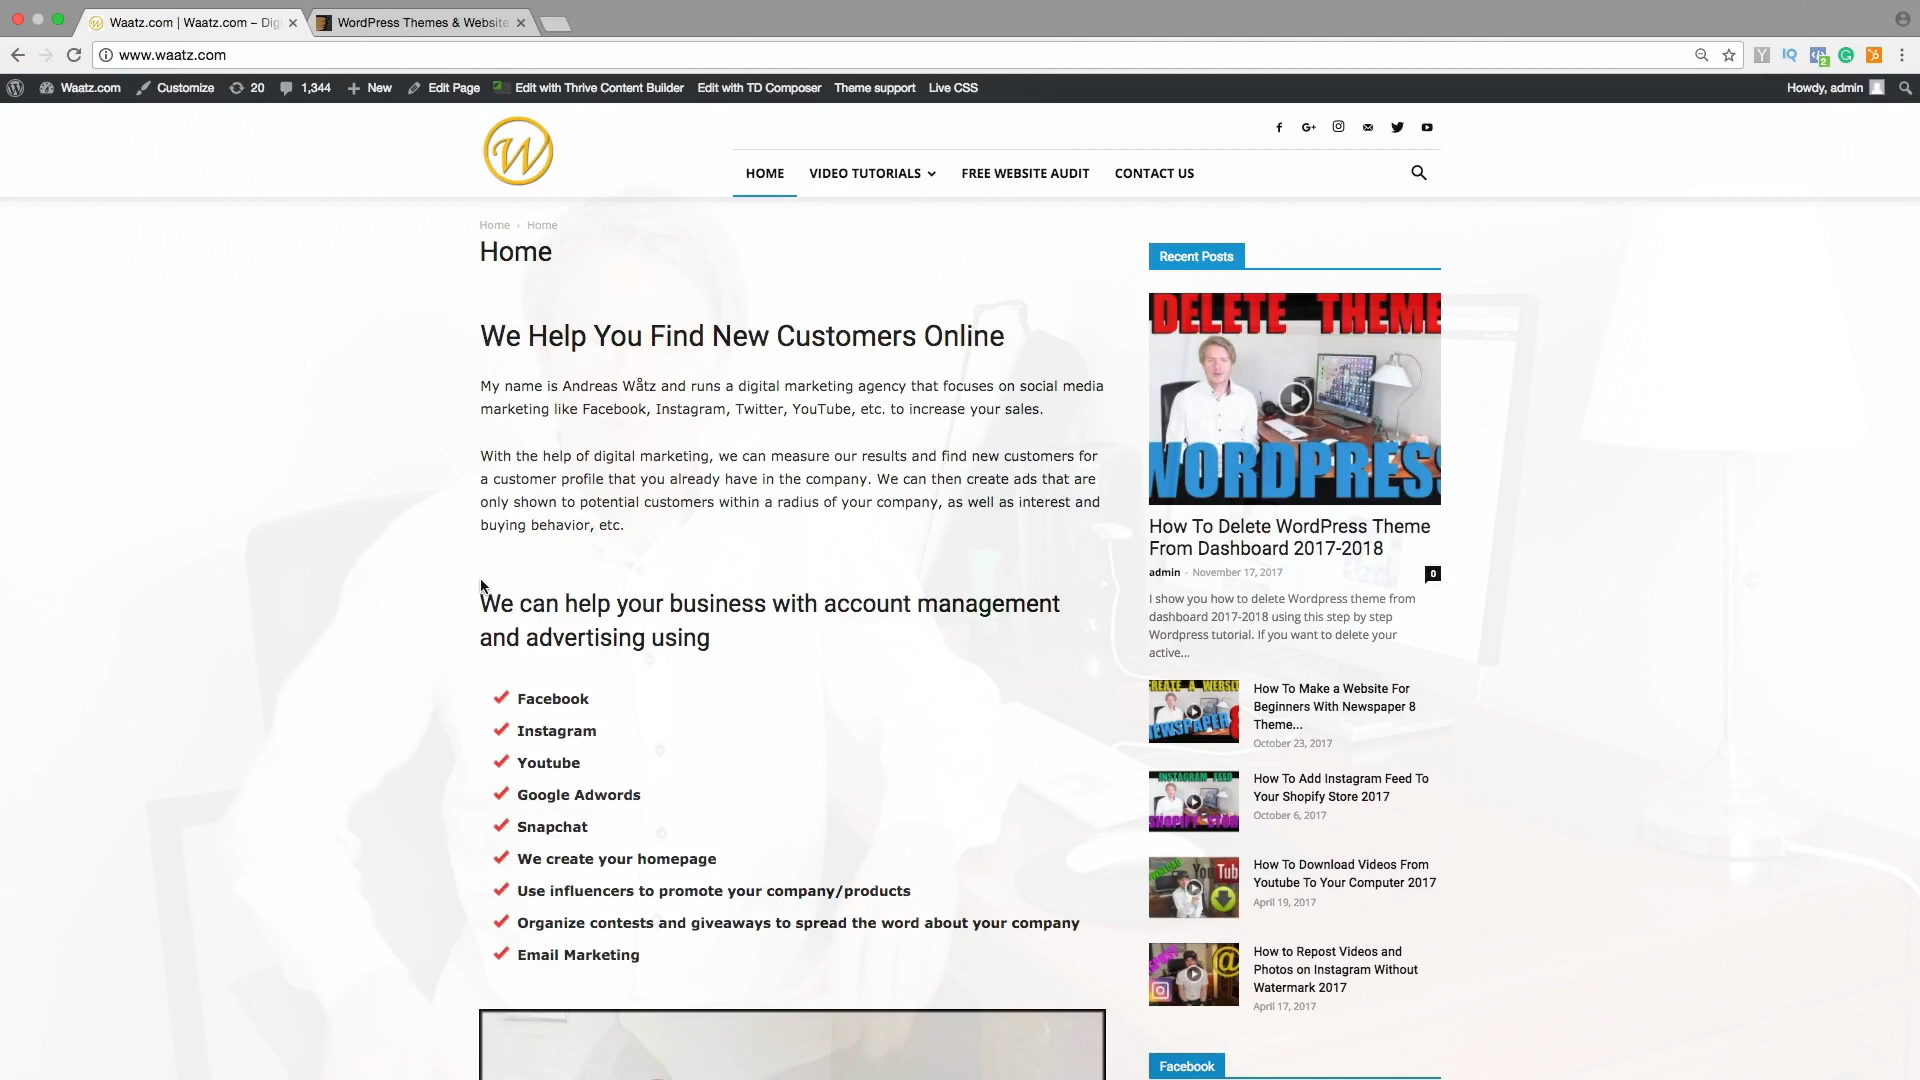 Waatz.com | Waatz.com – Digi
WordPress Themes & Website
www.waatz.com
Waatz.com Customize 20 1,344 New Edit Page Edit with Thrive Content Builder Edit with TD Composer Theme support Live CSS Howdy, admin
W
HOME VIDEO TUTORIALS FREE WEBSITE AUDIT CONTACT US
Home › Home
Home
We Help You Find New Customers Online
My name is Andreas Wåtz and runs a digital marketing agency that focuses on social media
marketing like Facebook, Instagram, Twitter, YouTube, etc. to increase your sales.
With the help of digital marketing, we can measure our results and find new customers for
a customer profile that you already have in the company. We can then create ads that are
only shown to potential customers within a radius of your company, as well as interest and
buying behavior, etc.
We can help your business with account management
and advertising using
Facebook
Instagram
Youtube
Google Adwords
Snapchat
We create your homepage
Use influencers to promote your company/products
Organize contests and giveaways to spread the word about your company
Email Marketing
Recent Posts
DELETE THEME
WORDPRESS
How To Delete WordPress Theme
From Dashboard 2017-2018
admin - November 17, 2017
0
I show you how to delete Wordpress theme from
dashboard 2017-2018 using this step by step
Wordpress tutorial. If you want to delete your
active...
CREATE A WEBSITE
NEWSPAPER 8
How To Make a Website For
Beginners With Newspaper 8
Theme...
October 23, 2017
INSTAGRAM FEED
SHOPIFY STORE
How To Add Instagram Feed To
Your Shopify Store 2017
October 6, 2017
DOWNLOAD
YouTub
How To Download Videos From
Youtube To Your Computer 2017
April 19, 2017
REPOST
@
How to Repost Videos and
Photos on Instagram Without
Watermark 2017
April 17, 2017
Facebook